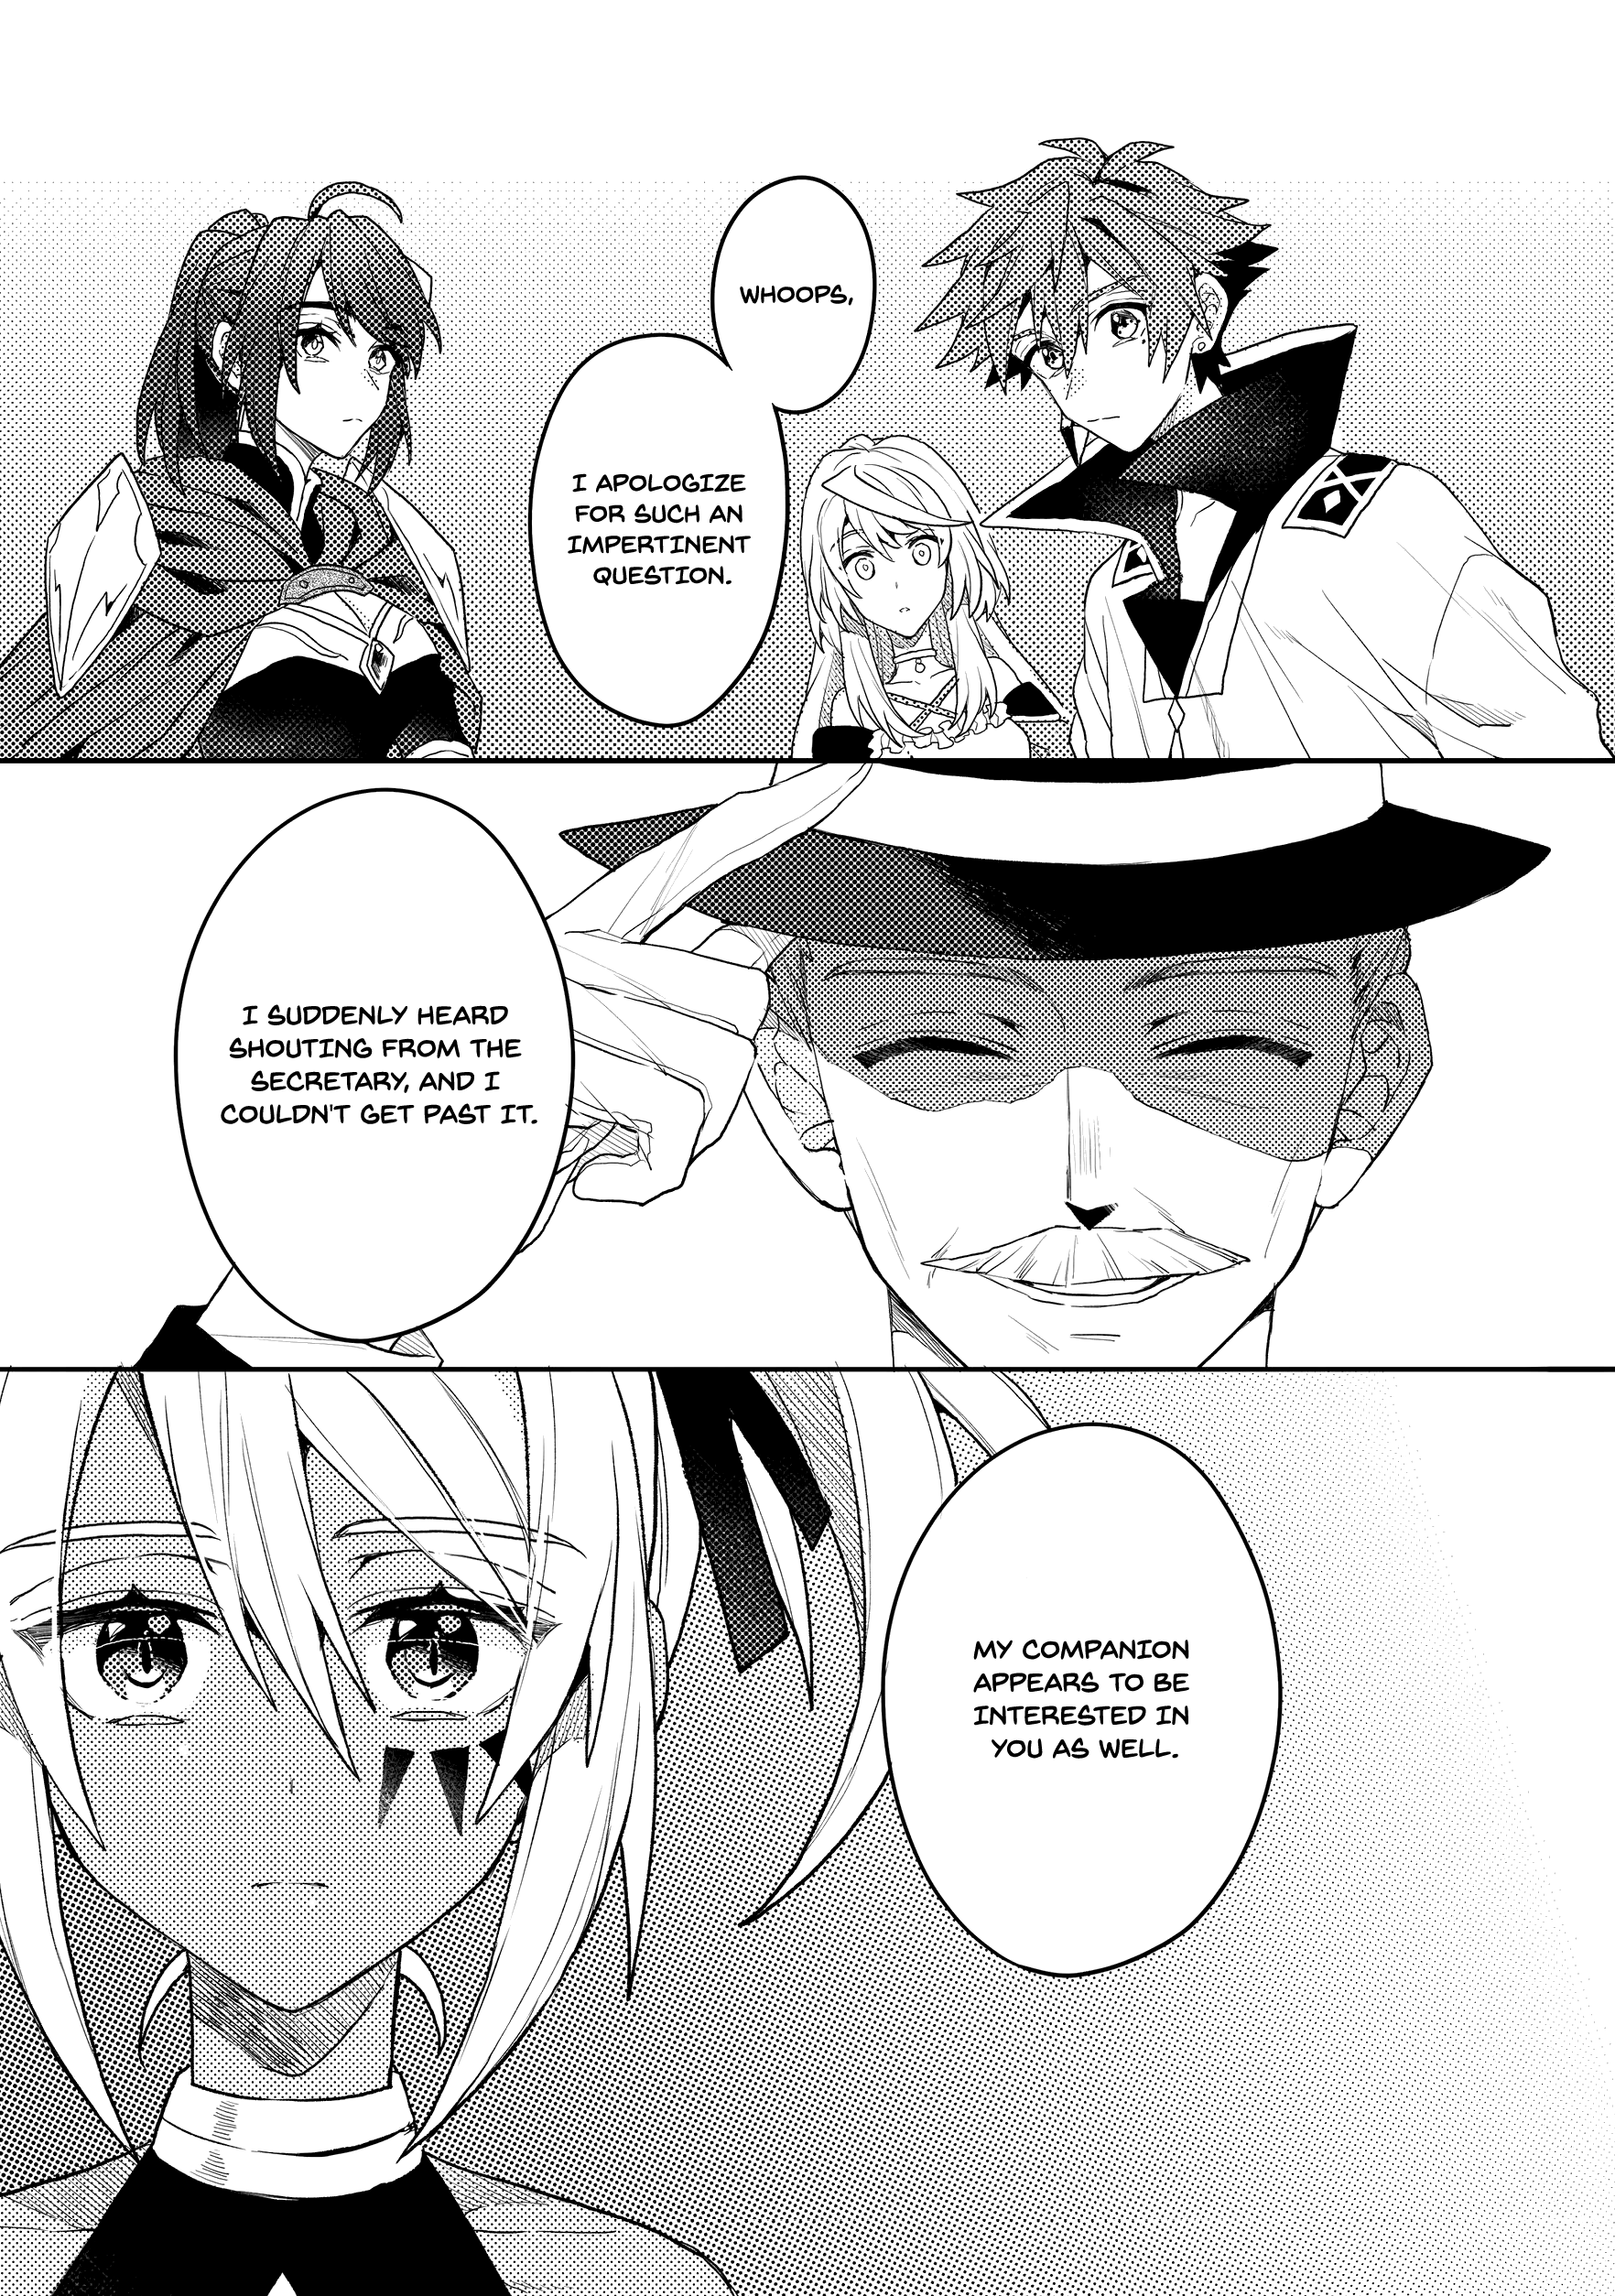 WHOOPS,
I APOLOGIZE
FOR SUCH AN
IMPERTINENT
QUESTION.
I SUDDENLY HEARD
SHOUTING FROM THE
SECRETARY, AND I
COULDN'T GET PAST IT.
MY COMPANION
APPEARS TO BE
INTERESTED IN
YOU AS WELL.